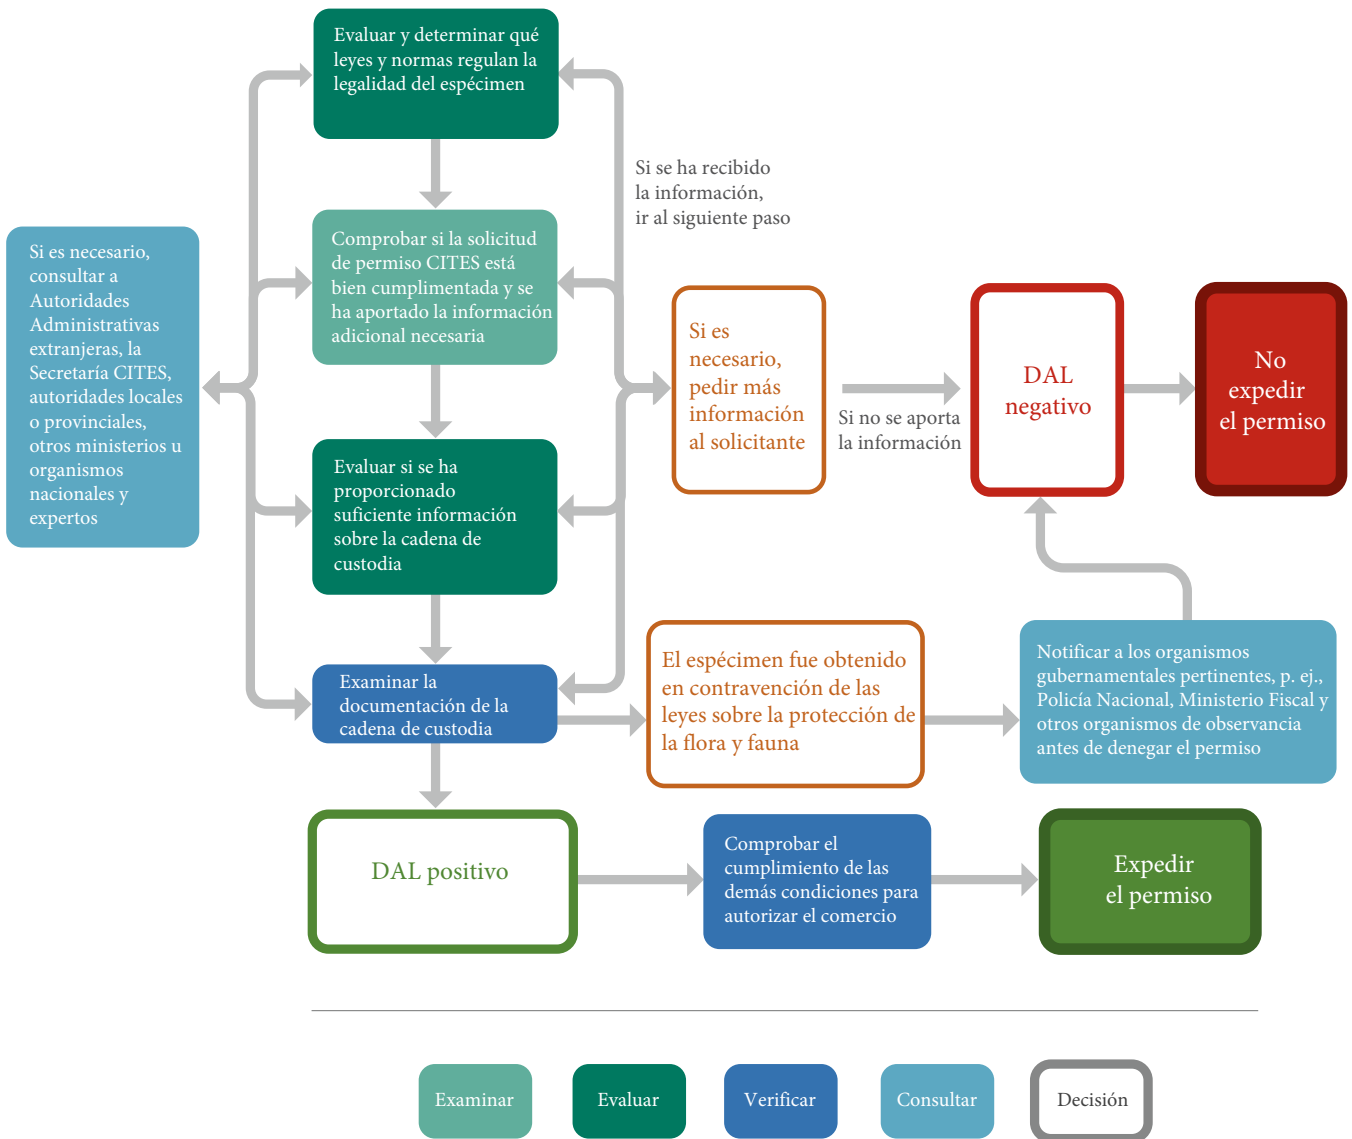 Evaluar y determinar qué
leyes y normas regulan la
legalidad del espécimen
Si se ha recibido
la información,
ir al siguiente paso
Comprobar si la solicitud
de permiso CITES está
bien cumplimentada y se
ha aportado la información
adicional necesaria
Si es necesario,
consultar a
Autoridades
Administrativas
extranjeras, la
Secretaría CITES,
autoridades locales
o provinciales,
otros ministerios u
organismos
nacionales y
expertos
Si es
necesario,
pedir más
información
al solicitante
Si no se aporta
la información
DAL
negativo
No
expedir
el permiso
Evaluar si se ha
proporcionado
suficiente información
sobre la cadena de
custodia
Examinar la
documentación de la
cadena de custodia
El espécimen fue obtenido
en contravención de las
leyes sobre la protección de
la flora y fauna
Notificar a los organismos
gubernamentales pertinentes, p. ej.,
Policía Nacional, Ministerio Fiscal y
otros organismos de observancia
antes de denegar el permiso
DAL positivo
Comprobar el
cumplimiento de las
demás condiciones para
autorizar el comercio
Expedir
el permiso
Examinar
Evaluar
Verificar
Consultar
Decisión